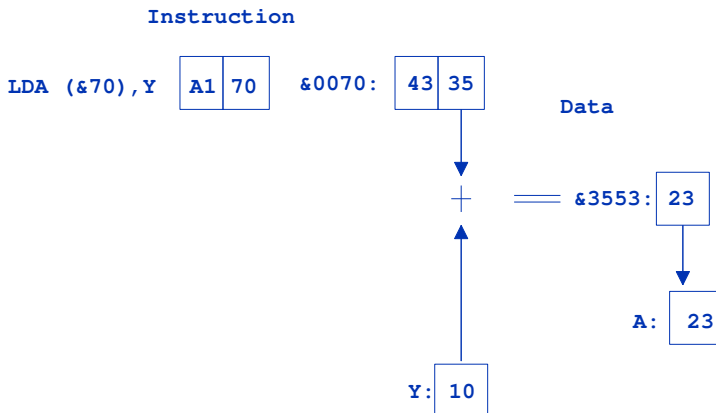 Instruction
LDA (&70),Y A1 70 &0070: 43 35
Data
+ &3553: 23
A: 23
Y: 10